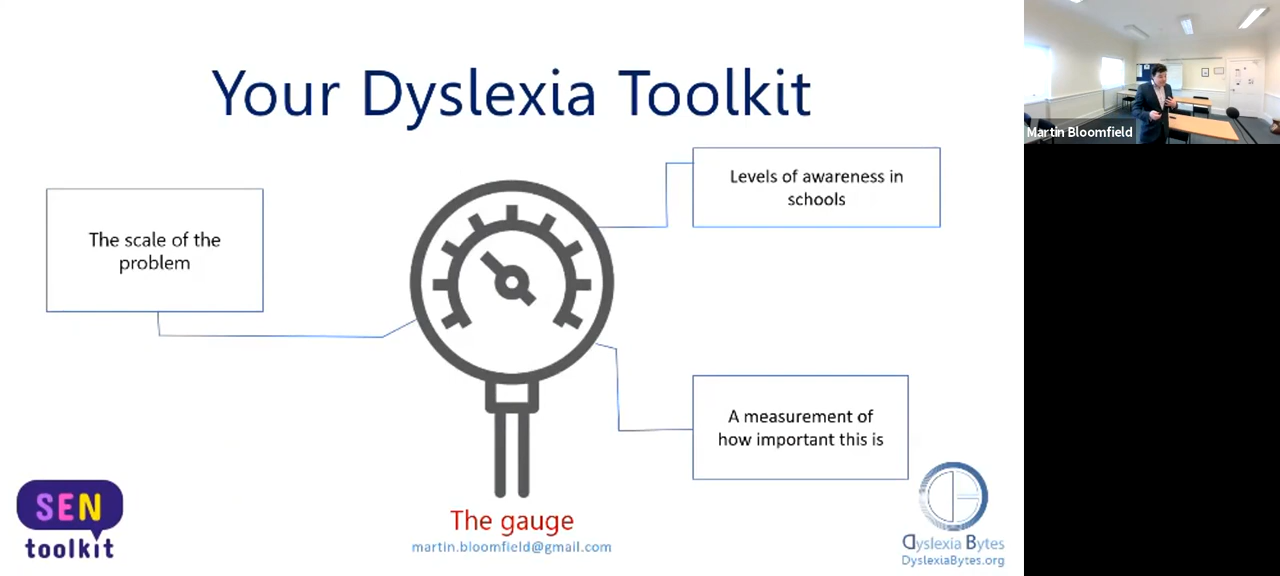 Your Dyslexia Toolkit
The scale of the
problem
Levels of awareness in
schools
A measurement of
how important this is
The gauge
martin.bloomfield@gmail.com
SEN
toolkit
Dyslexia Bytes
DyslexiaBytes.org
Martin Bloomfield